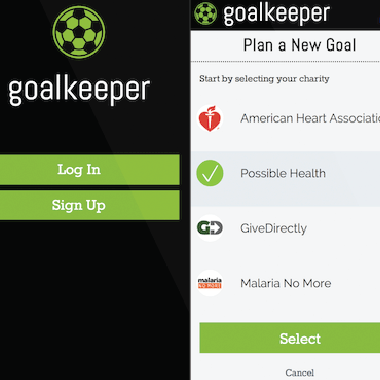 goalkeeper
Log In
Sign Up
goalkeeper
Plan a New Goal
Start by selecting your charity
American Heart Associatio
Possible Health
GiveDirectly
malaria
NO MORE
Malaria No More
Select
Cancel